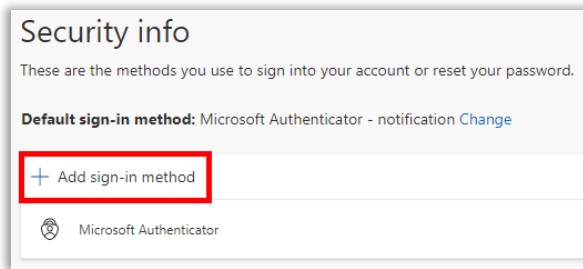 Security info
These are the methods you use to sign into your account or reset your password.
Default sign-in method: Microsoft Authenticator - notification Change
+ Add sign-in method
Microsoft Authenticator